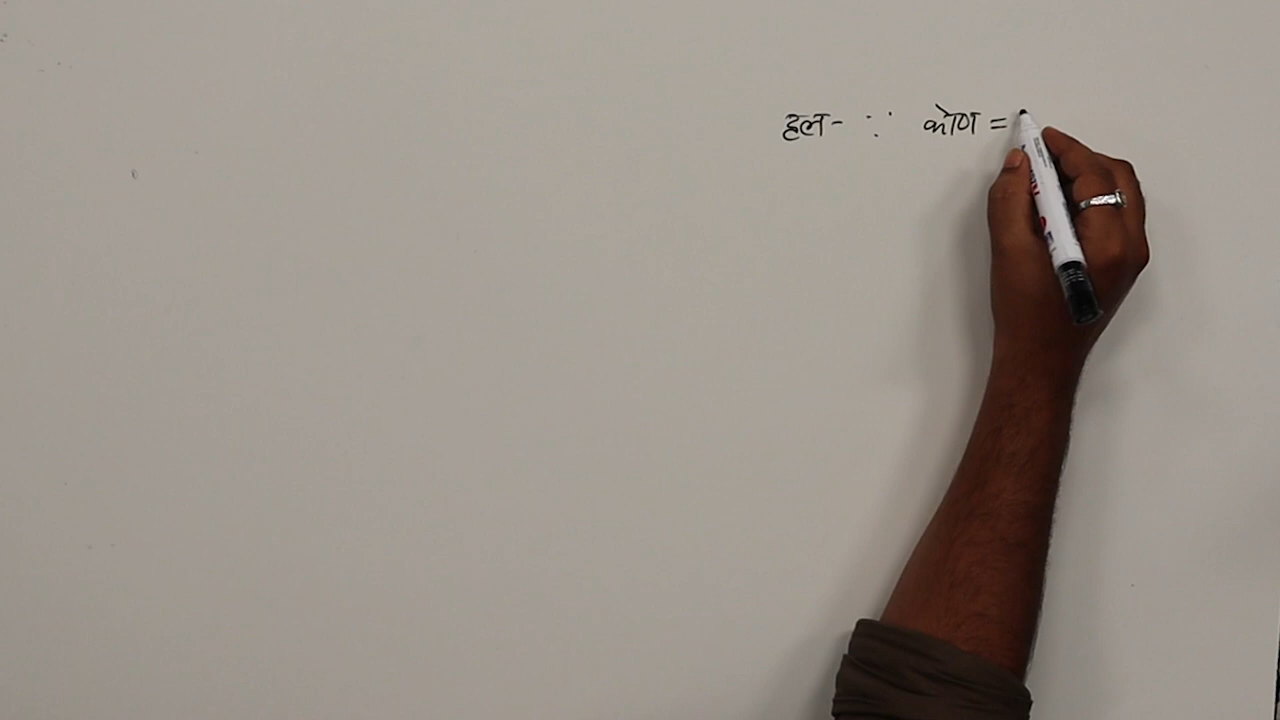 हल- ∵ कोण =